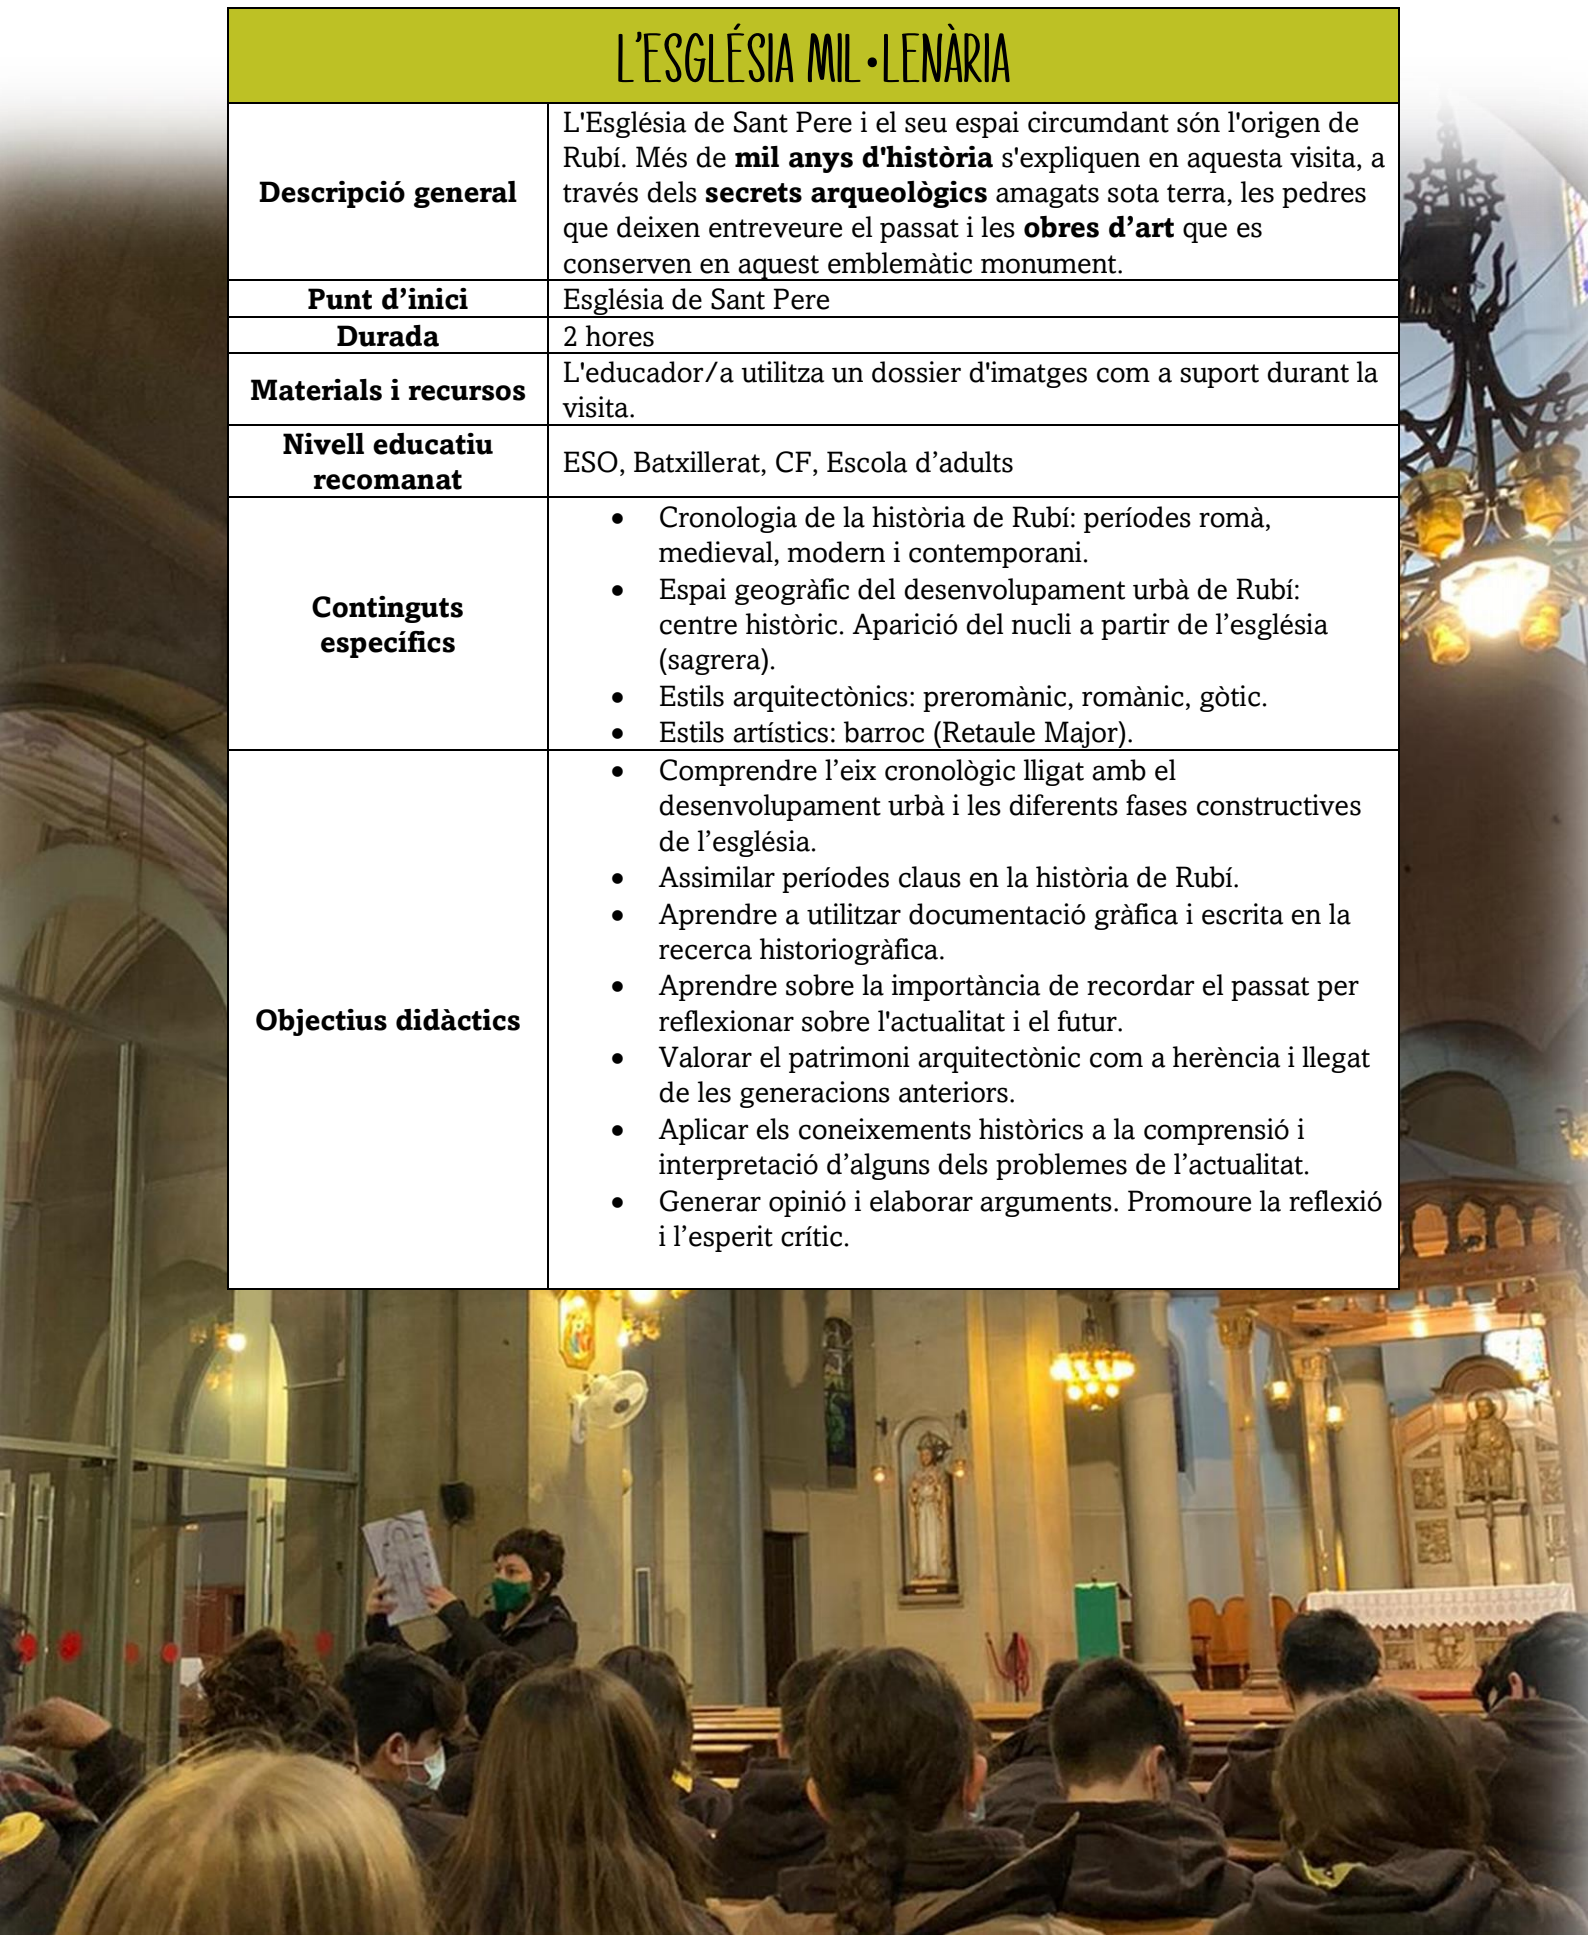 L'ESGLÉSIA MIL·LENÀRIA
Descripció general
L'Església de Sant Pere i el seu espai circumdant són l'origen de
Rubí. Més de mil anys d'història s'expliquen en aquesta visita, a
través dels secrets arqueològics amagats sota terra, les pedres
que deixen entreveure el passat i les obres d’art que es
conserven en aquest emblemàtic monument.
Punt d’inici
Església de Sant Pere
Durada
2 hores
Materials i recursos
L'educador/a utilitza un dossier d'imatges com a suport durant la
visita.
Nivell educatiu
recomanat
ESO, Batxillerat, CF, Escola d’adults
Continguts
específics
• Cronologia de la història de Rubí: períodes romà,
medieval, modern i contemporani.
• Espai geogràfic del desenvolupament urbà de Rubí:
centre històric. Aparició del nucli a partir de l’església
(sagrera).
• Estils arquitectònics: preromànic, romànic, gòtic.
• Estils artístics: barroc (Retaule Major).
Objectius didàctics
• Comprendre l’eix cronològic lligat amb el
desenvolupament urbà i les diferents fases constructives
de l’església.
• Assimilar períodes claus en la història de Rubí.
• Aprendre a utilitzar documentació gràfica i escrita en la
recerca historiogràfica.
• Aprendre sobre la importància de recordar el passat per
reflexionar sobre l'actualitat i el futur.
• Valorar el patrimoni arquitectònic com a herència i llegat
de les generacions anteriors.
• Aplicar els coneixements històrics a la comprensió i
interpretació d’alguns dels problemes de l’actualitat.
• Generar opinió i elaborar arguments. Promoure la reflexió
i l’esperit crític.